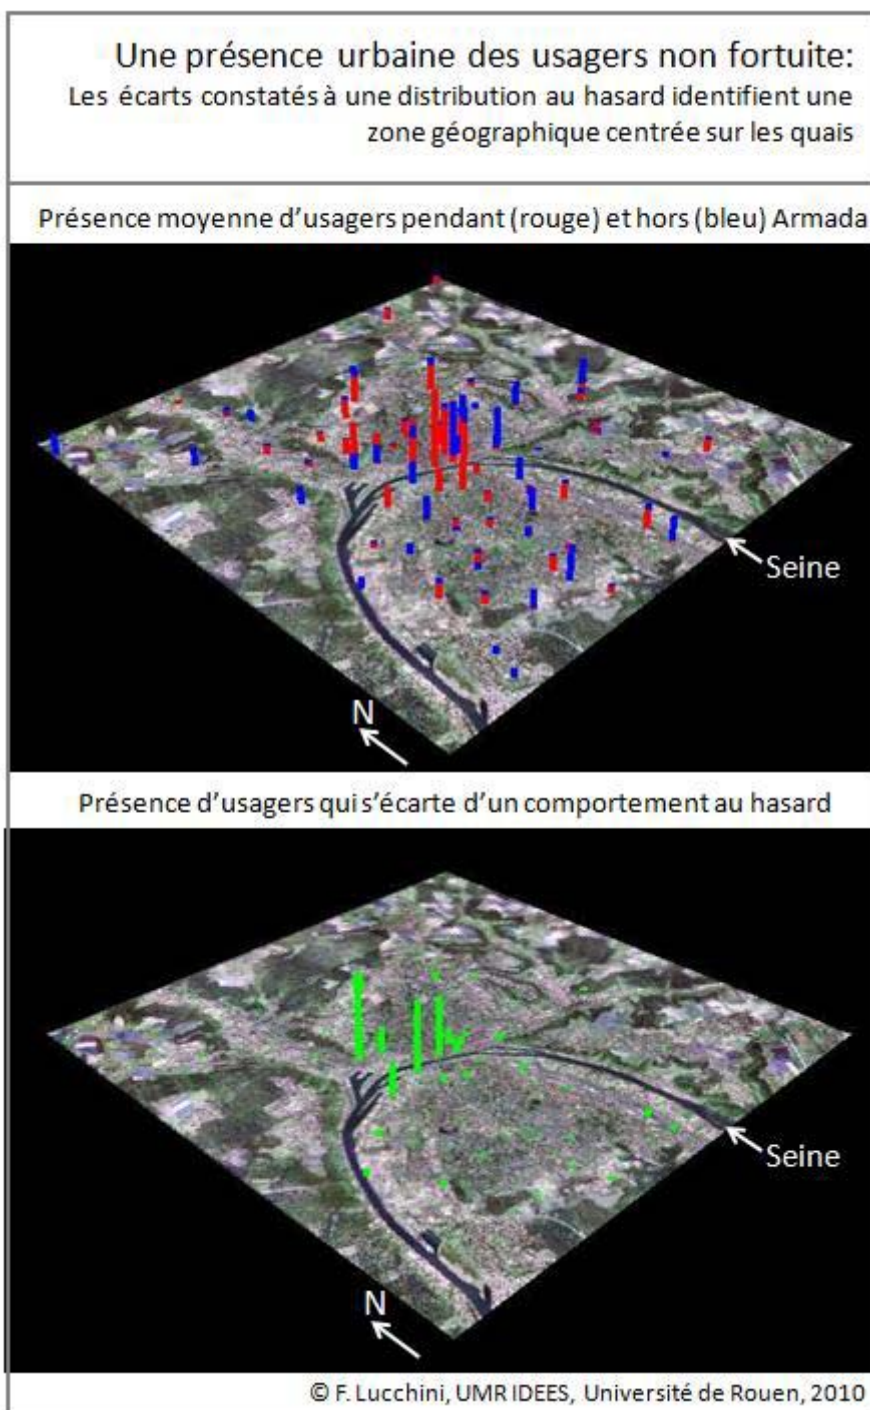 Une présence urbaine des usagers non fortuite:
Les écarts constatés à une distribution au hasard identifient une
zone géographique centrée sur les quais
Présence moyenne d'usagers pendant (rouge) et hors (bleu) Armada
Seine
N
Présence d'usagers qui s'écarte d'un comportement au hasard
Seine
N
© F. Lucchini, UMR IDEES, Université de Rouen, 2010